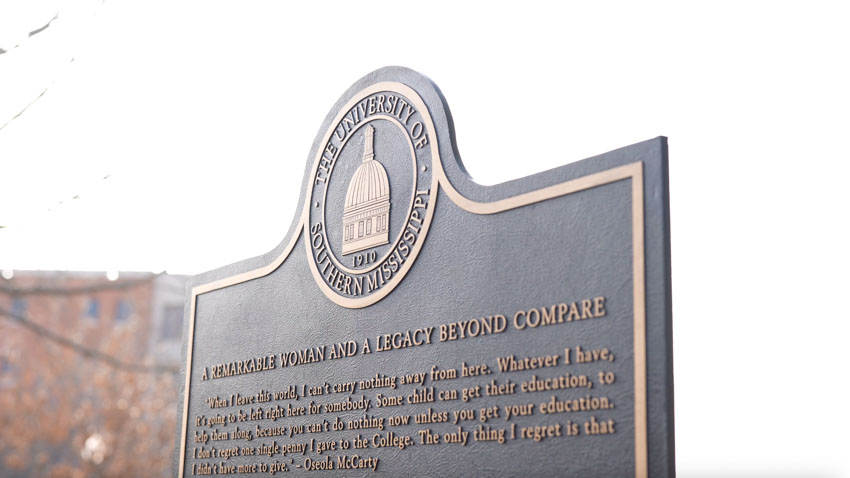 THE UNIVERSITY OF
SOUTHERN MISSISSIPPI
1910
A REMARKABLE WOMAN AND A LEGACY BEYOND COMPARE
"When I leave this world, I can't carry nothing away from here. Whatever I have,
it's going to be left right here for somebody. Some child can get their education, to
help them along, because you can't do nothing now unless you get your education.
I don't regret one single penny I gave to the College. The only thing I regret is that
I didn't have more to give." - Oseola McCarty